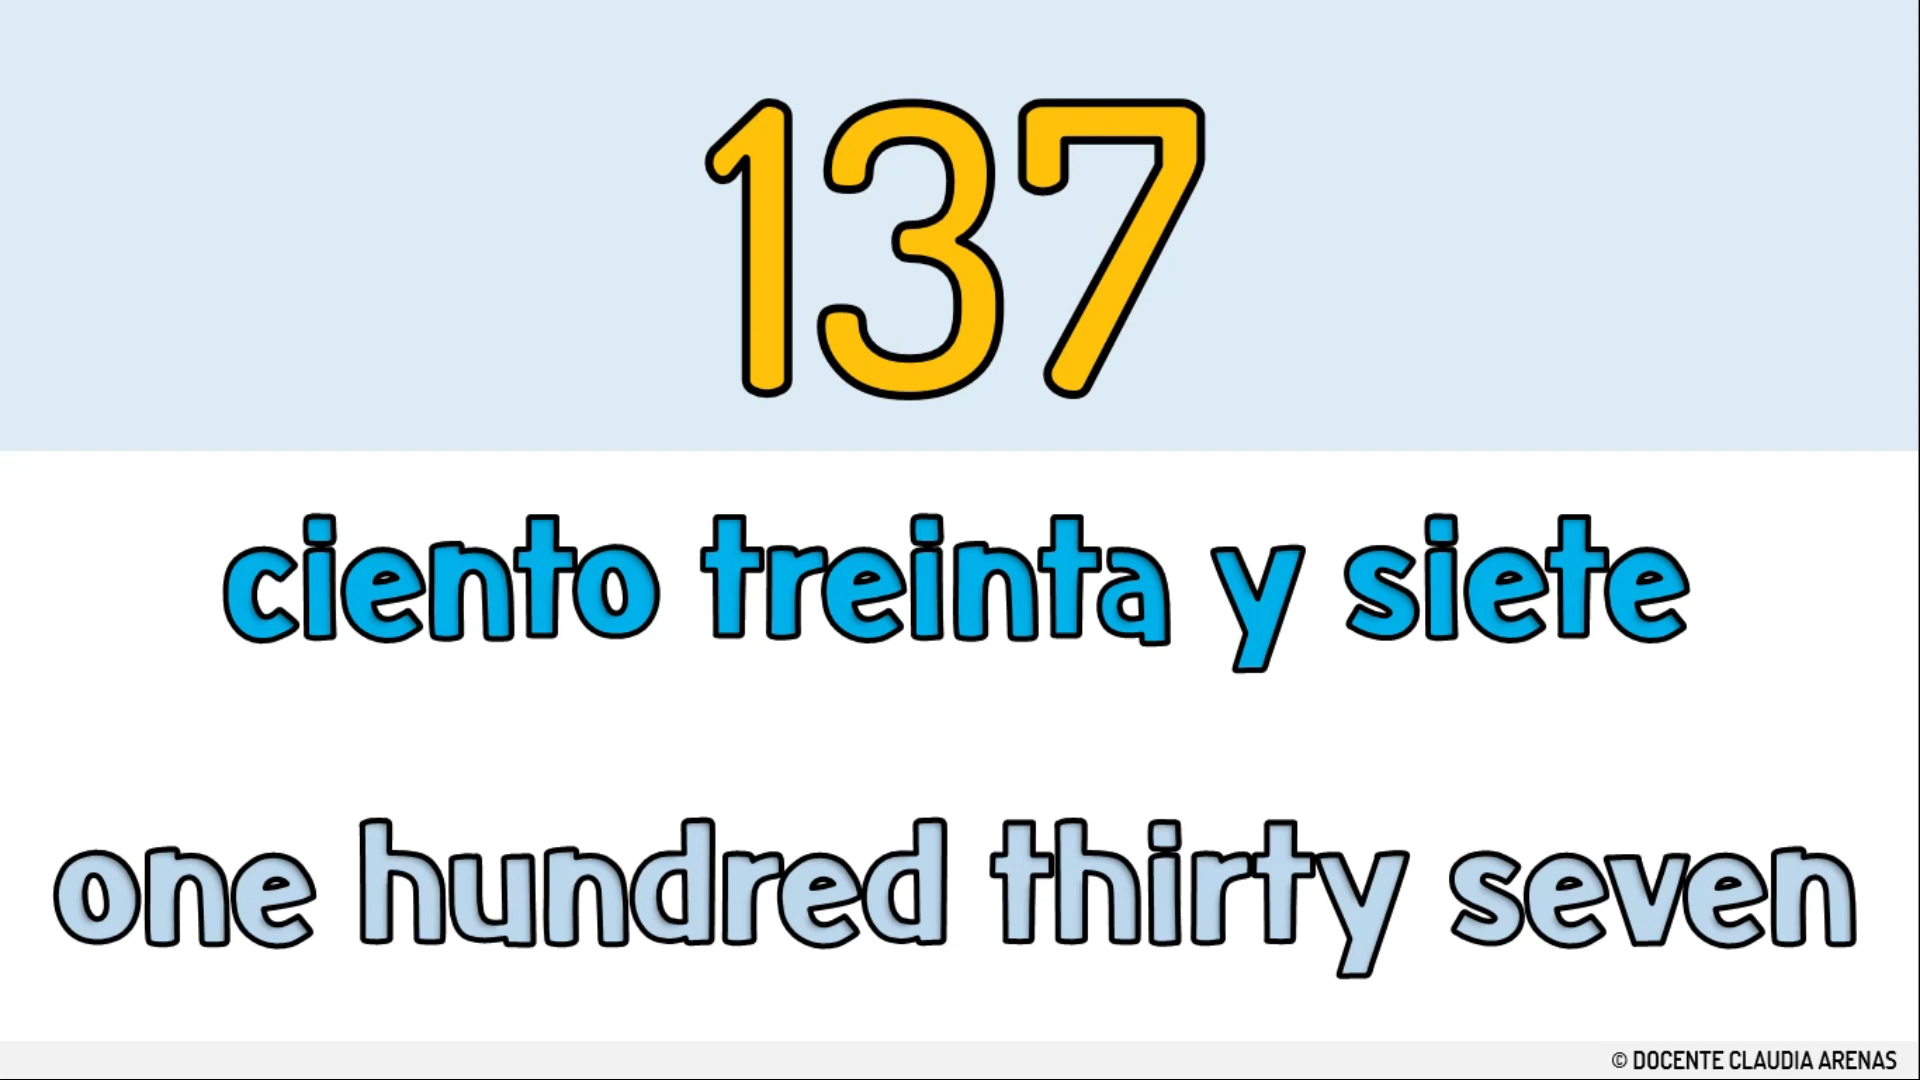 137
ciento treinta y siete
one hundred thirty seven
© DOCENTE CLAUDIA ARENAS